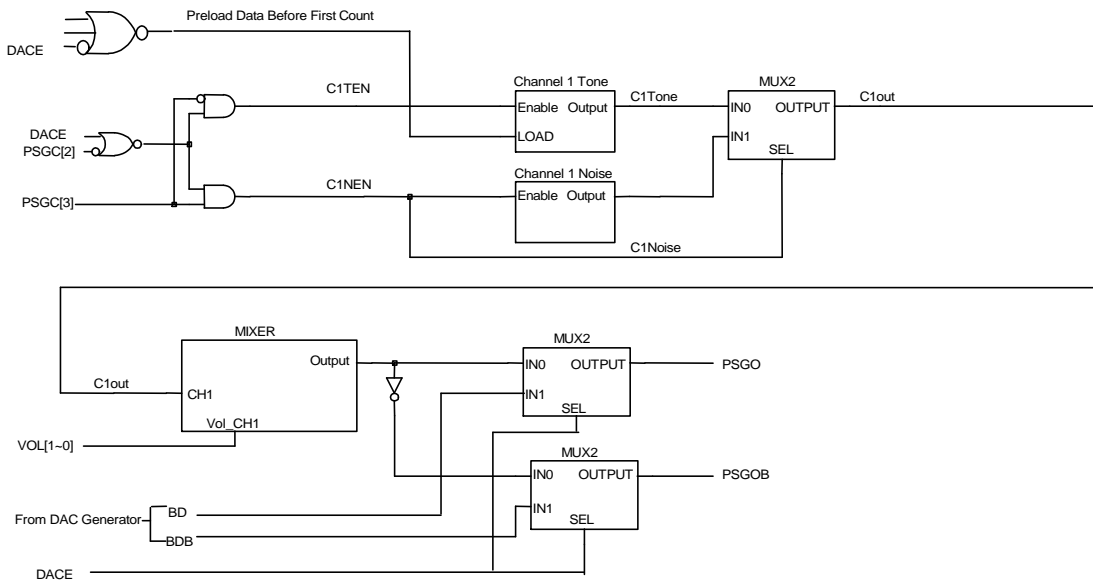 Preload Data Before First Count
DACE
C1TEN
Channel 1 Tone
Enable Output
LOAD
C1Tone
MUX2
IN0 OUTPUT
IN1
SEL
C1out
DACE
PSGC[2]
PSGC[3]
C1NEN
Channel 1 Noise
Enable Output
C1Noise
MIXER
Output
CH1
Vol_CH1
C1out
VOL[1~0]
MUX2
IN0 OUTPUT
IN1
SEL
PSGO
MUX2
IN0 OUTPUT
IN1
SEL
PSGOB
From DAC Generator
BD
BDB
DACE